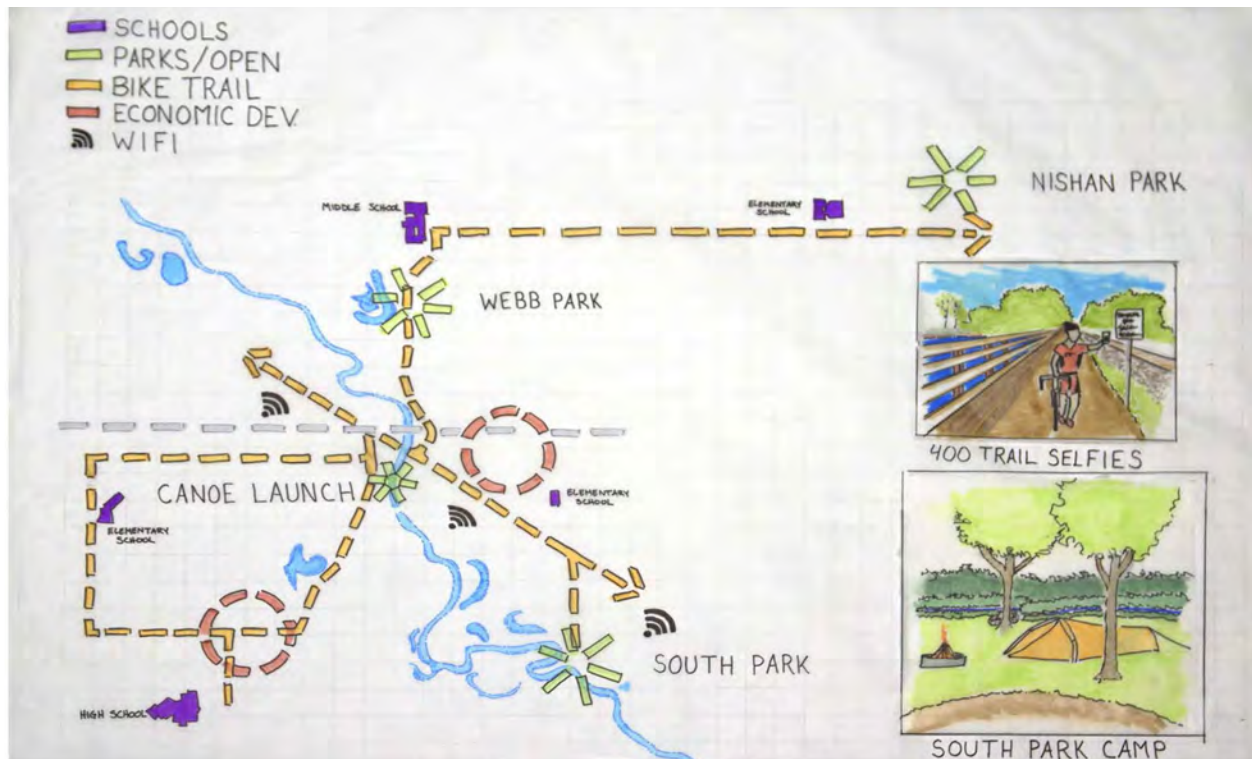 SCHOOLS
PARKS/OPEN
BIKE TRAIL
ECONOMIC DEV.
WIFI
NISHAN PARK
MIDDLE SCHOOL
ELEMENTARY
SCHOOL
WEBB PARK
400 TRAIL SELFIES
CANOE LAUNCH
ELEMENTARY
SCHOOL
ELEMENTARY
SCHOOL
SOUTH PARK
HIGH SCHOOL
SOUTH PARK CAMP